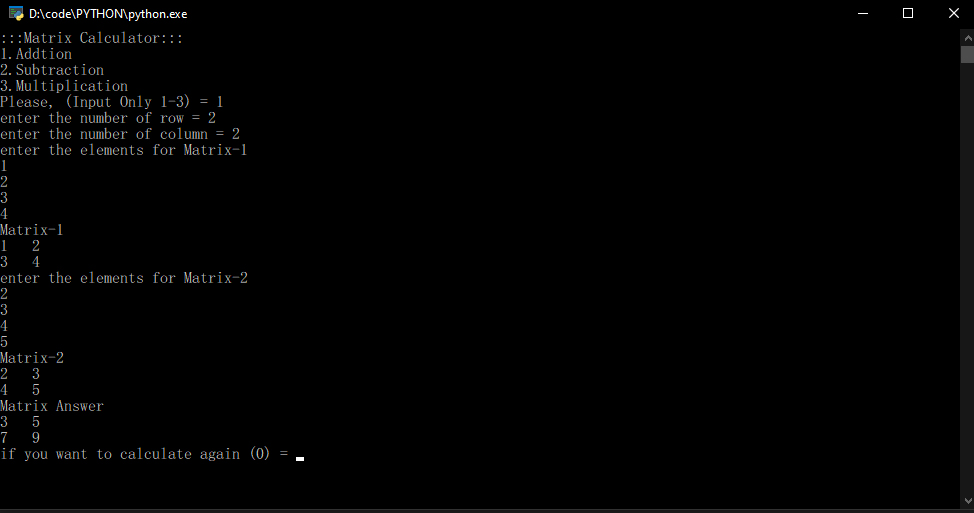 D:\code\PYTHON\python.exe
:::Matrix Calculator:::
1.Addtion
2.Subtraction
3.Multiplication
Please, (Input Only 1-3) = 1
enter the number of row = 2
enter the number of column = 2
enter the elements for Matrix-1
1
2
3
4
Matrix-1
1   2
3   4
enter the elements for Matrix-2
2
3
4
5
Matrix-2
2   3
4   5
Matrix Answer
3   5
7   9
if you want to calculate again (0) =